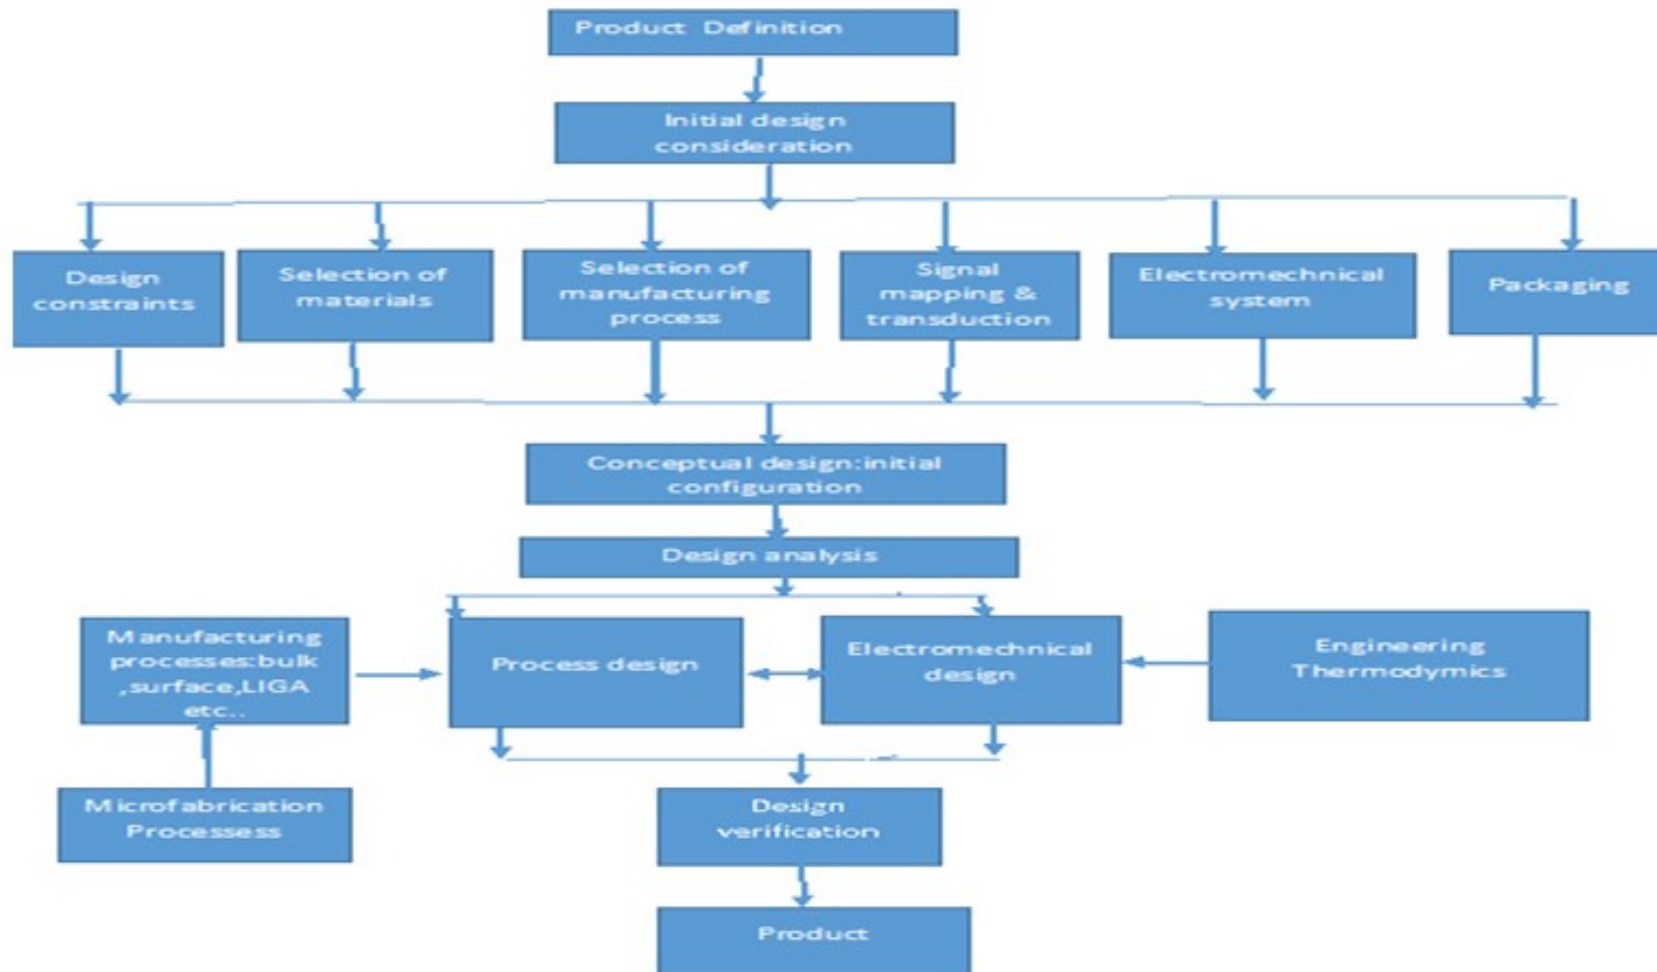 Product Definition
Initial design
consideration
Design
constraints
Selection of
materials
Selection of
manufacturing
process
Signal
mapping &
transduction
Electromechnical
system
Packaging
Conceptual design:initial
configuration
Design analysis
Manufacturing
processes:bulk
,surface,LIGA
etc..
Process design
Electromechnical
design
Engineering
Thermodymics
Microfabrication
Processess
Design
verification
Product